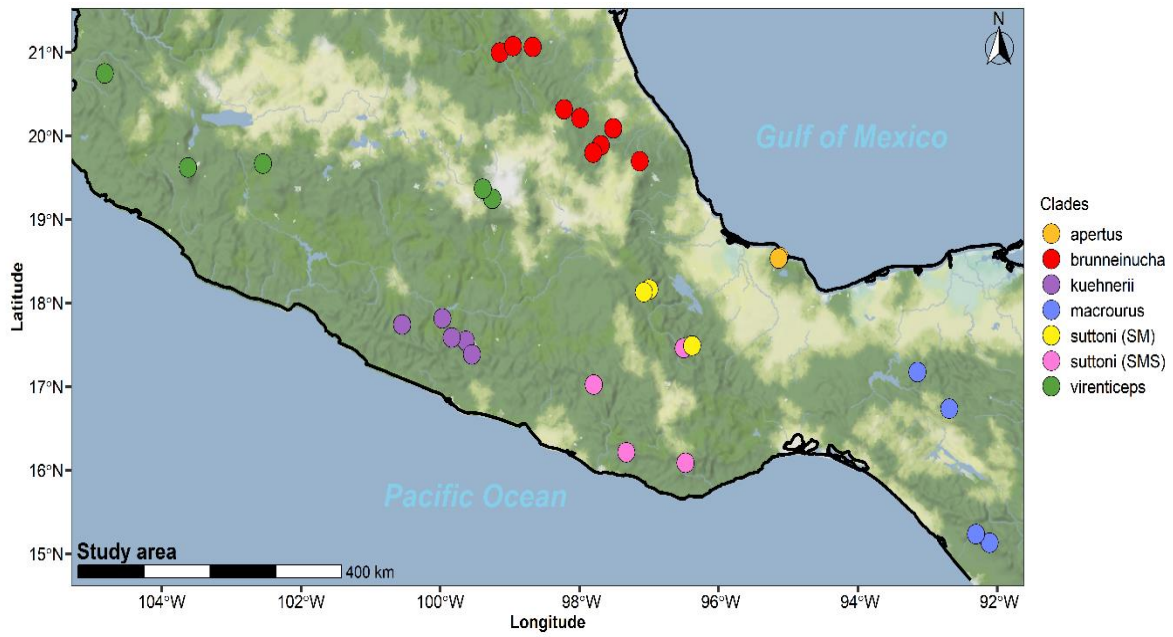 21°N
20°N
19°N
18°N
17°N
16°N
15°N
Latitude
N
Gulf of Mexico
Pacific Ocean
Study area
400 km
104°W
102°W
100°W
98°W
96°W
94°W
92°W
Longitude
Clades
apertus
brunneinucha
kuehnerii
macrourus
suttoni (SM)
suttoni (SMS)
virenticeps